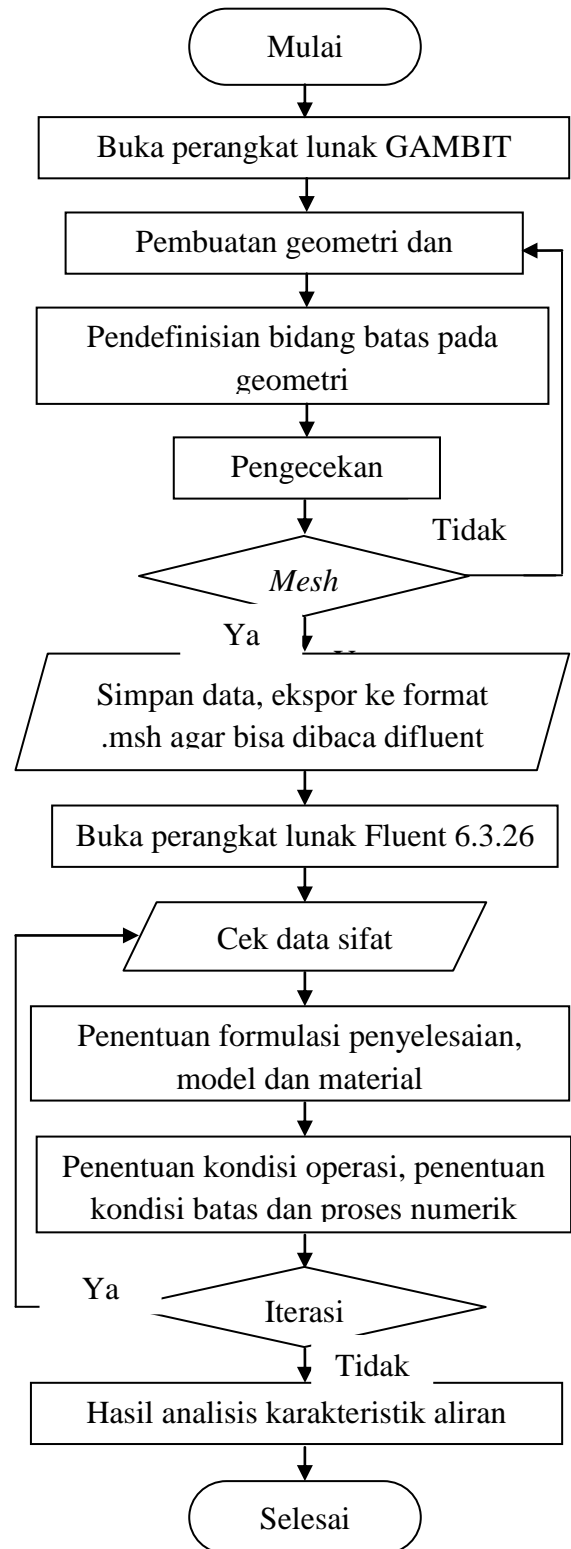 Mulai
Buka perangkat lunak GAMBIT
Pembuatan geometri dan
Pendefinisian bidang batas pada
geometri
Pengecekan
Tidak
Mesh
Ya
Simpan data, ekspor ke format
.msh agar bisa dibaca difluent
Buka perangkat lunak Fluent 6.3.26
Cek data sifat
Penentuan formulasi penyelesaian,
model dan material
Penentuan kondisi operasi, penentuan
kondisi batas dan proses numerik
Ya
Iterasi
Tidak
Hasil analisis karakteristik aliran
Selesai